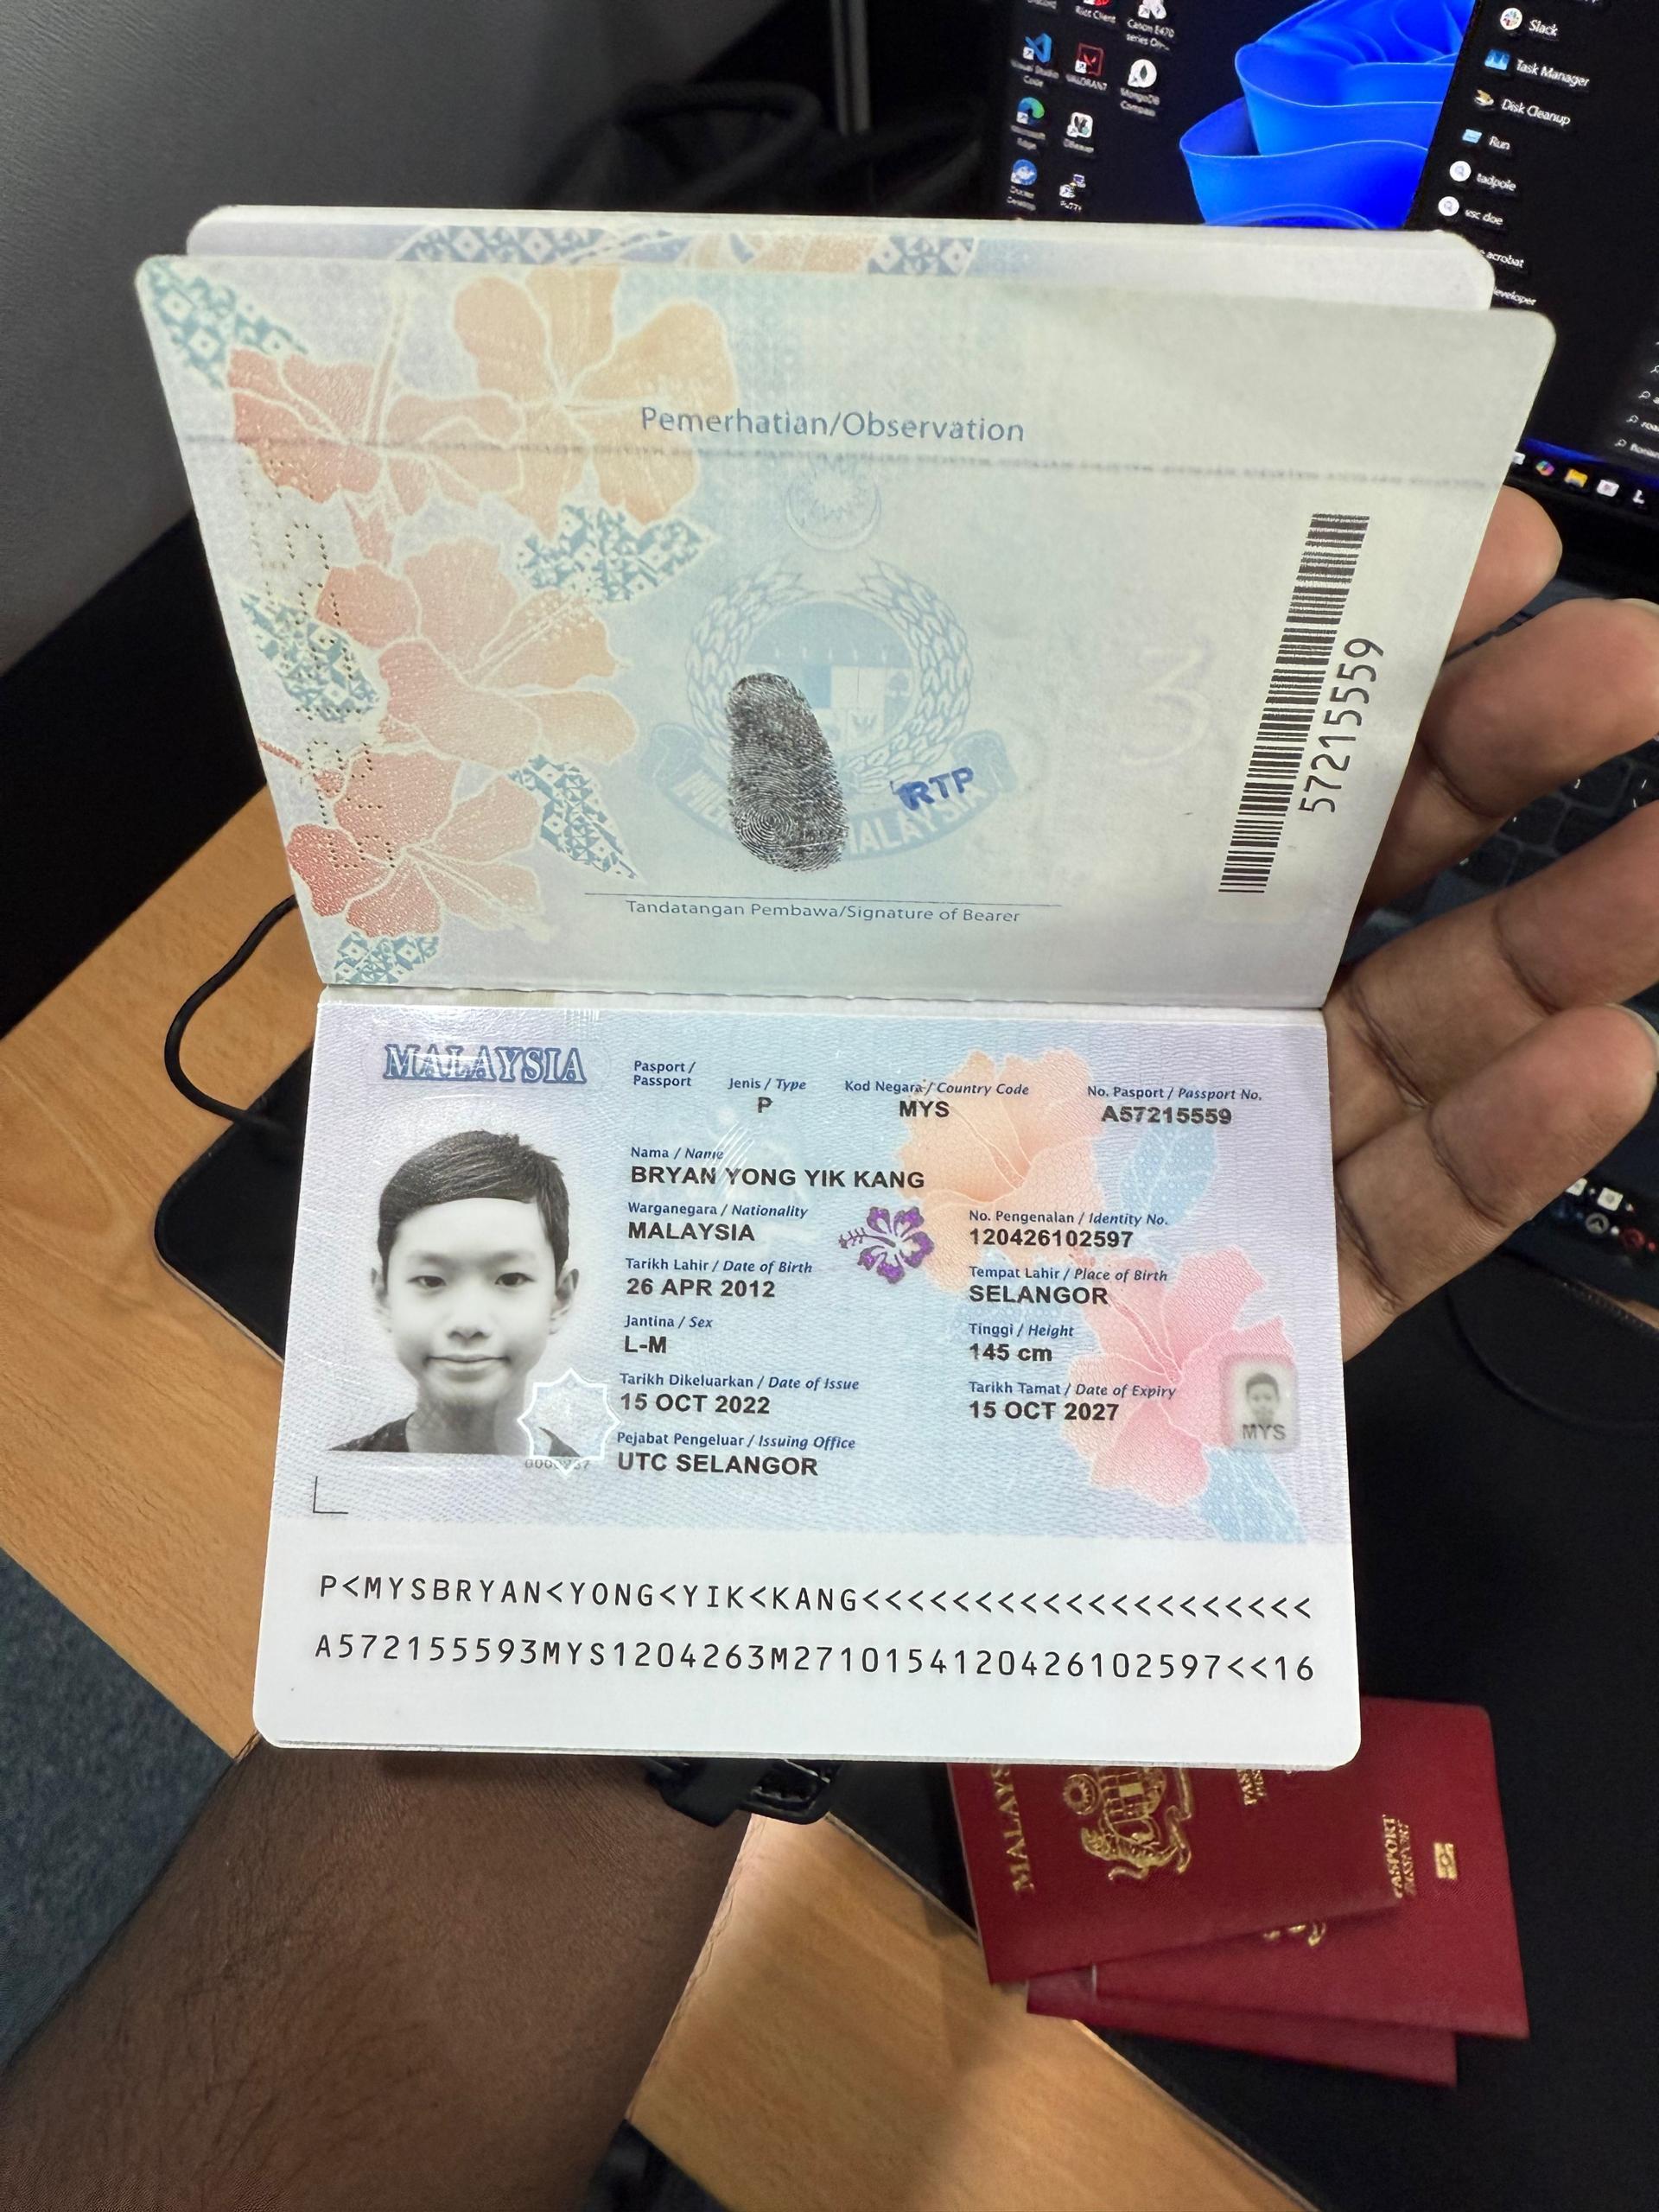 Slack
Task Manager
Disk Cleanup
Run
tadpole
esc doe
acrobat
Riot Client
Canon E470
series On-...
Visual Studio
Code
VALORANT
MongoDB
Compass
Microsoft
Edge
DBeaver
Docker
Desktop
PuTTY
Pemerhatian/Observation
57215559
RTP
MALAYSIA
Tandatangan Pembawa/Signature of Bearer
MALAYSIA
Pasport /
Passport
Jenis / Type
P
Kod Negara / Country Code
MYS
No. Pasport / Passport No.
A57215559
Nama / Name
BRYAN YONG YIK KANG
Warganegara / Nationality
MALAYSIA
No. Pengenalan / Identity No.
120426102597
Tarikh Lahir / Date of Birth
26 APR 2012
Tempat Lahir / Place of Birth
SELANGOR
Jantina / Sex
L-M
Tinggi / Height
145 cm
Tarikh Dikeluarkan / Date of Issue
15 OCT 2022
Tarikh Tamat / Date of Expiry
15 OCT 2027
MYS
Pejabat Pengeluar / Issuing Office
UTC SELANGOR
P<MYSBRYAN<YONG<YIK<KANG<<<<<<<<<<<<<<<<<<<<
A572155593MYS1204263M2710154120426102597<<16
PASPORT
PASSPORT